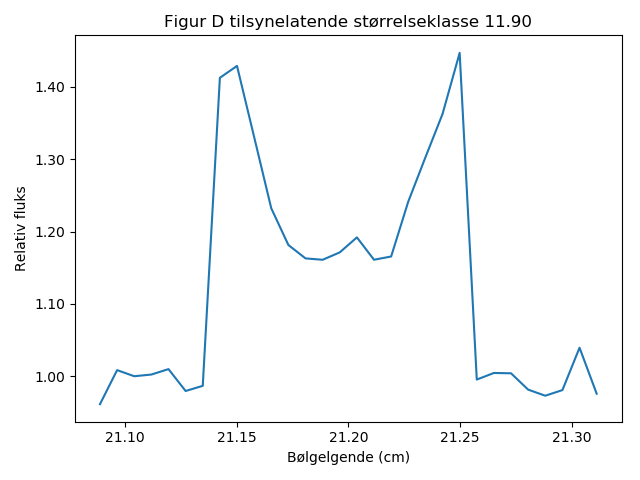 Figur D tilsynelatende størrelseklasse 11.90
Relativ fluks
1.40
1.30
1.20
1.10
1.00
21.10 21.15 21.20 21.25 21.30
Bølgelgende (cm)